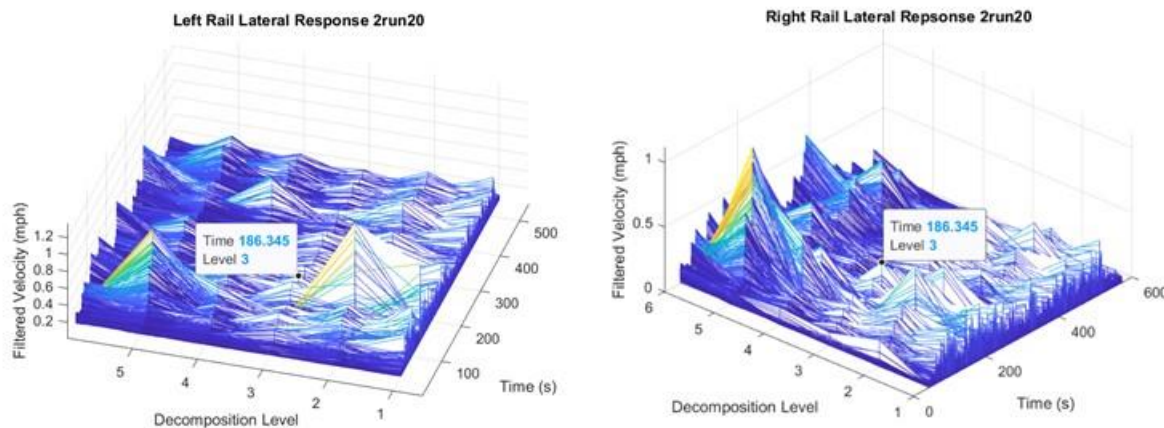 Left Rail Lateral Response 2run20
Filtered Velocity (mph)
1.2
1
0.8
0.6
0.4
0.2
Time 186.345
Level 3
5
4
3
2
1
Decomposition Level
100
200
300
400
500
Time (s)
Right Rail Lateral Repsonse 2run20
Filtered Velocity (mph)
1
0.5
0
Time 186.345
Level 3
6
5
4
3
2
1
Decomposition Level
0
200
400
600
Time (s)